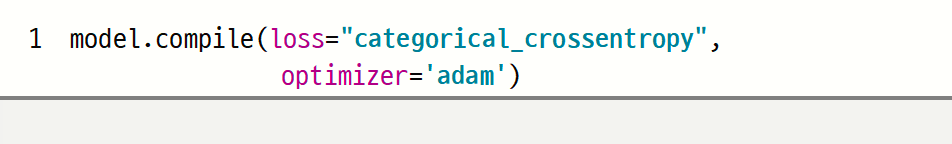 1 model.compile(loss="categorical_crossentropy",
optimizer='adam')